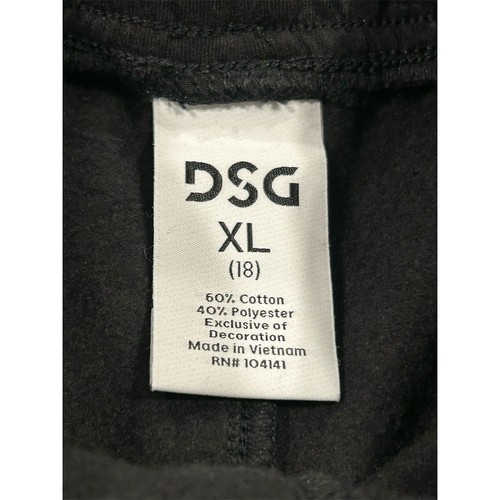 DSG
XL
(18)
60% Cotton
40% Polyester
Exclusive of
Decoration
Made in Vietnam
RN# 104141